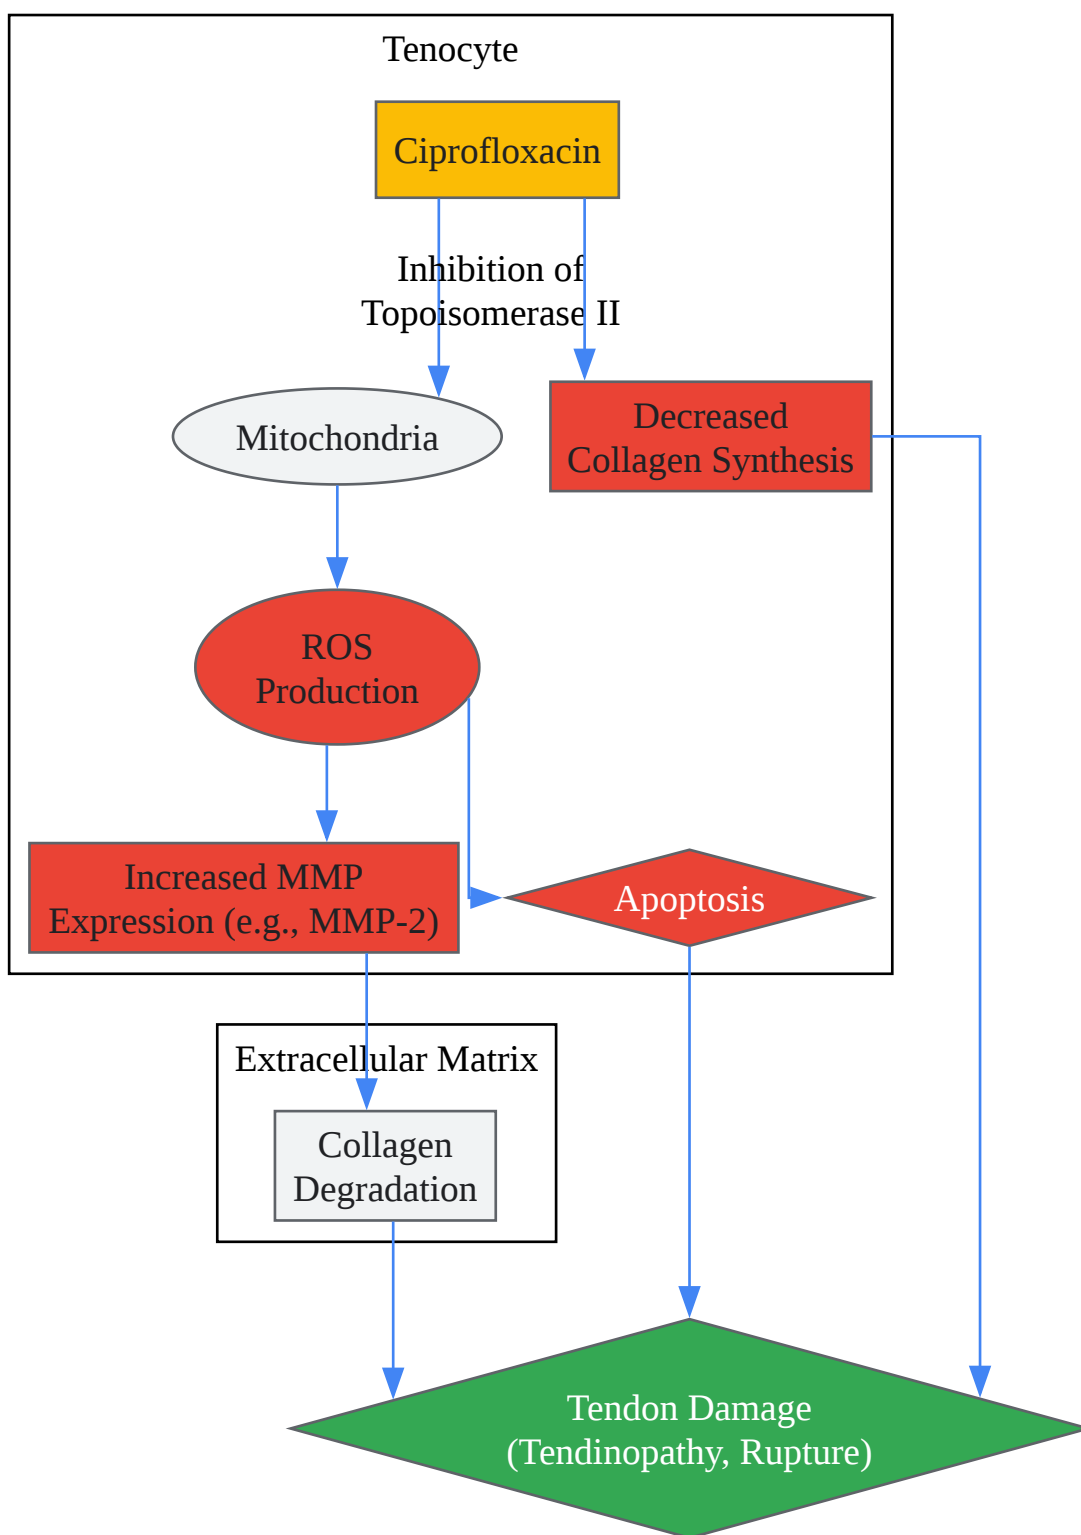 Tenocyte
Ciprofloxacin
Inhibition of
Topoisomerase II
Mitochondria
Decreased
Collagen Synthesis
ROS
Production
Increased MMP
Expression (e.g., MMP-2)
Apoptosis
Extracellular Matrix
Collagen
Degradation
Tendon Damage
(Tendinopathy, Rupture)